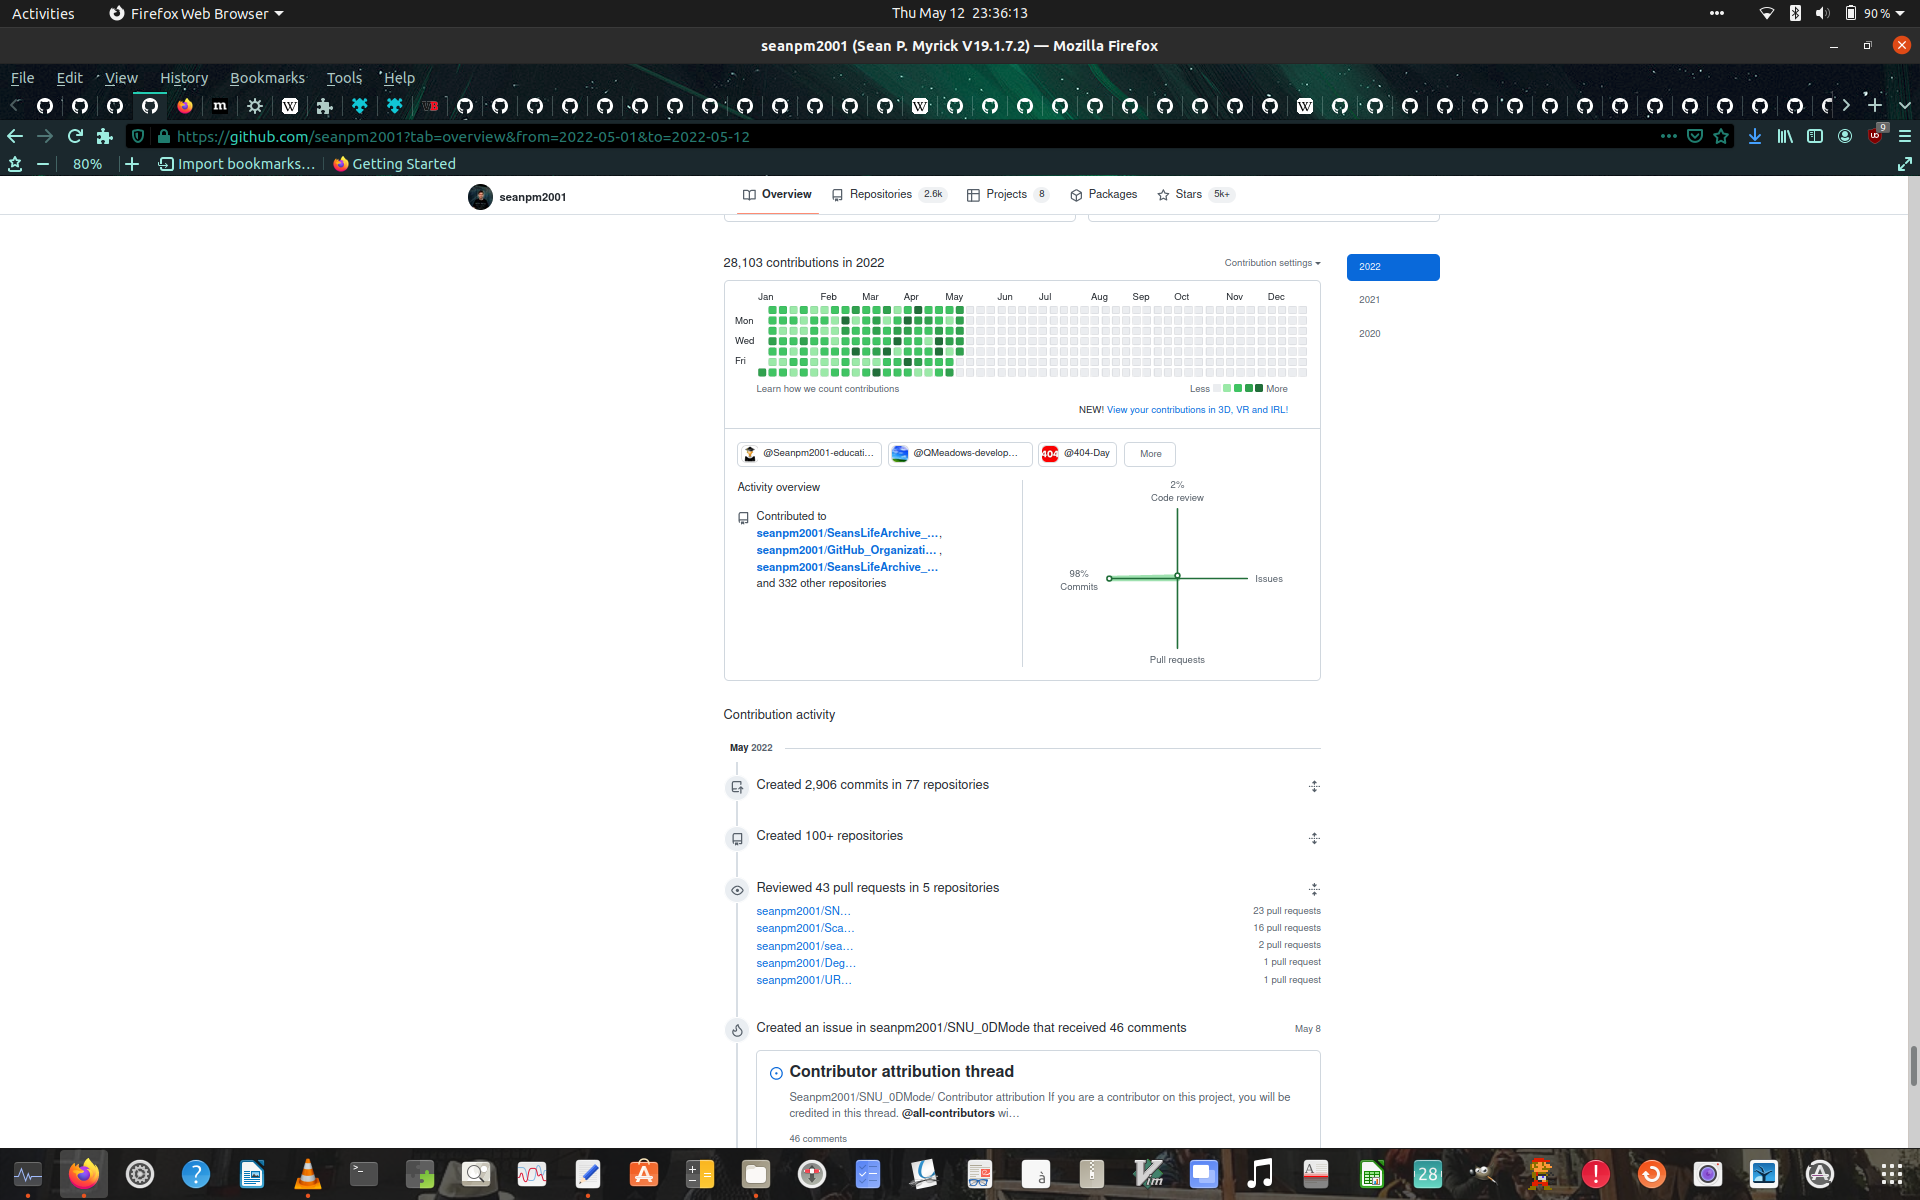 Activities
Firefox Web Browser
Thu May 12 23:36:13
90 %
seanpm2001 (Sean P. Myrick V19.1.7.2) — Mozilla Firefox
File Edit View History Bookmarks Tools Help
https://github.com/seanpm2001?tab=overview&from=2022-05-01&to=2022-05-12
9
80%
Import bookmarks...
Getting Started
seanpm2001
Overview
Repositories 2.6k
Projects 8
Packages
Stars 5k+
28,103 contributions in 2022
Contribution settings
2022
2021
2020
Jan Feb Mar Apr May Jun Jul Aug Sep Oct Nov Dec
Mon
Wed
Fri
Learn how we count contributions
Less More
NEW! View your contributions in 3D, VR and IRL!
@Seanpm2001-educati...
@QMeadows-develop...
404 @404-Day
More
Activity overview
Contributed to
seanpm2001/SeansLifeArchive_...,
seanpm2001/GitHub_Organizati... ,
seanpm2001/SeansLifeArchive_...
and 332 other repositories
2%
Code review
98%
Commits
Issues
Pull requests
Contribution activity
May 2022
Created 2,906 commits in 77 repositories
Created 100+ repositories
Reviewed 43 pull requests in 5 repositories
seanpm2001/SN... 23 pull requests
seanpm2001/Sca... 16 pull requests
seanpm2001/sea... 2 pull requests
seanpm2001/Deg... 1 pull request
seanpm2001/UR... 1 pull request
Created an issue in seanpm2001/SNU_0DMode that received 46 comments May 8
Contributor attribution thread
Seanpm2001/SNU_0DMode/ Contributor attribution If you are a contributor on this project, you will be
credited in this thread. @all-contributors wi...
46 comments
28